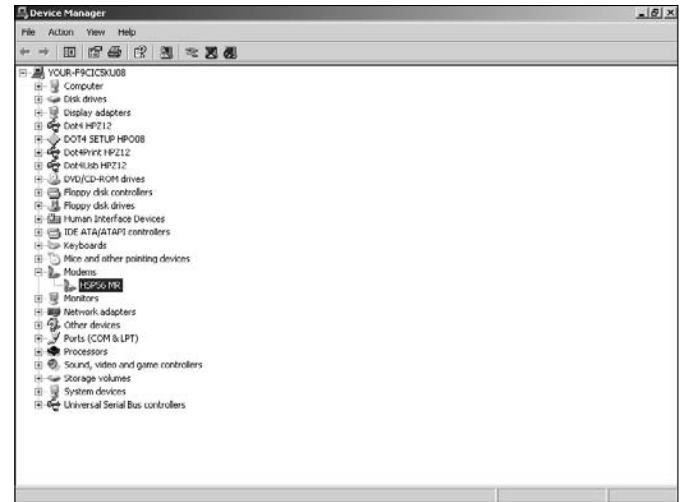 Device Manager
File Action View Help
YOUR-F9CIC5KU08
Computer
Disk drives
Display adapters
Dot4 HPZ12
DOT4 SETUP HPO08
Dot4Print HPZ12
Dot4Usb HPZ12
DVD/CD-ROM drives
Floppy disk controllers
Floppy disk drives
Human Interface Devices
IDE ATA/ATAPI controllers
Keyboards
Mice and other pointing devices
Modems
HSP56 MR
Monitors
Network adapters
Other devices
Ports (COM & LPT)
Processors
Sound, video and game controllers
Storage volumes
System devices
Universal Serial Bus controllers